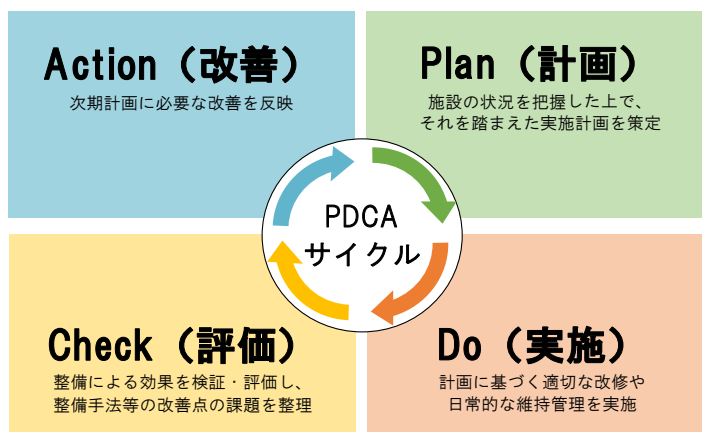 Action（改善）
次期計画に必要な改善を反映
Plan（計画）
施設の状況を把握した上で、
それを踏まえた実施計画を策定
PDCA
サイクル
Check（評価）
整備による効果を検証・評価し、
整備手法等の改善点の課題を整理
Do（実施）
計画に基づく適切な改修や
日常的な維持管理を実施